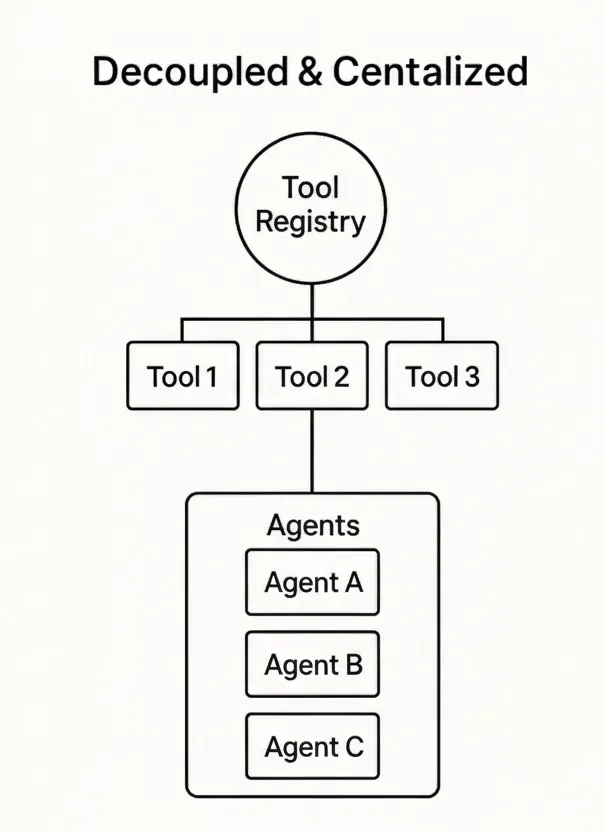 Decoupled & Centalized
Tool
Registry
Tool 1
Tool 2
Tool 3
Agents
Agent A
Agent B
Agent C